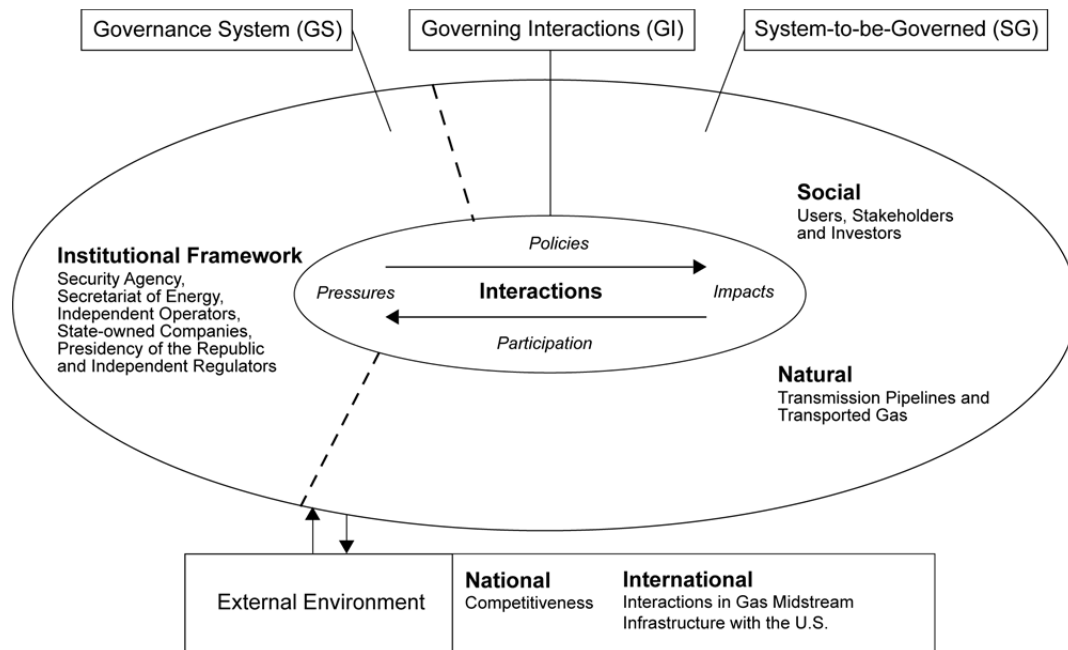 Governance System (GS)
Governing Interactions (GI)
System-to-be-Governed (SG)
Institutional Framework
Security Agency,
Secretariat of Energy,
Independent Operators,
State-owned Companies,
Presidency of the Republic
and Independent Regulators
Policies
Pressures
Interactions
Impacts
Participation
Social
Users, Stakeholders
and Investors
Natural
Transmission Pipelines and
Transported Gas
External Environment
National
Competitiveness
International
Interactions in Gas Midstream
Infrastructure with the U.S.